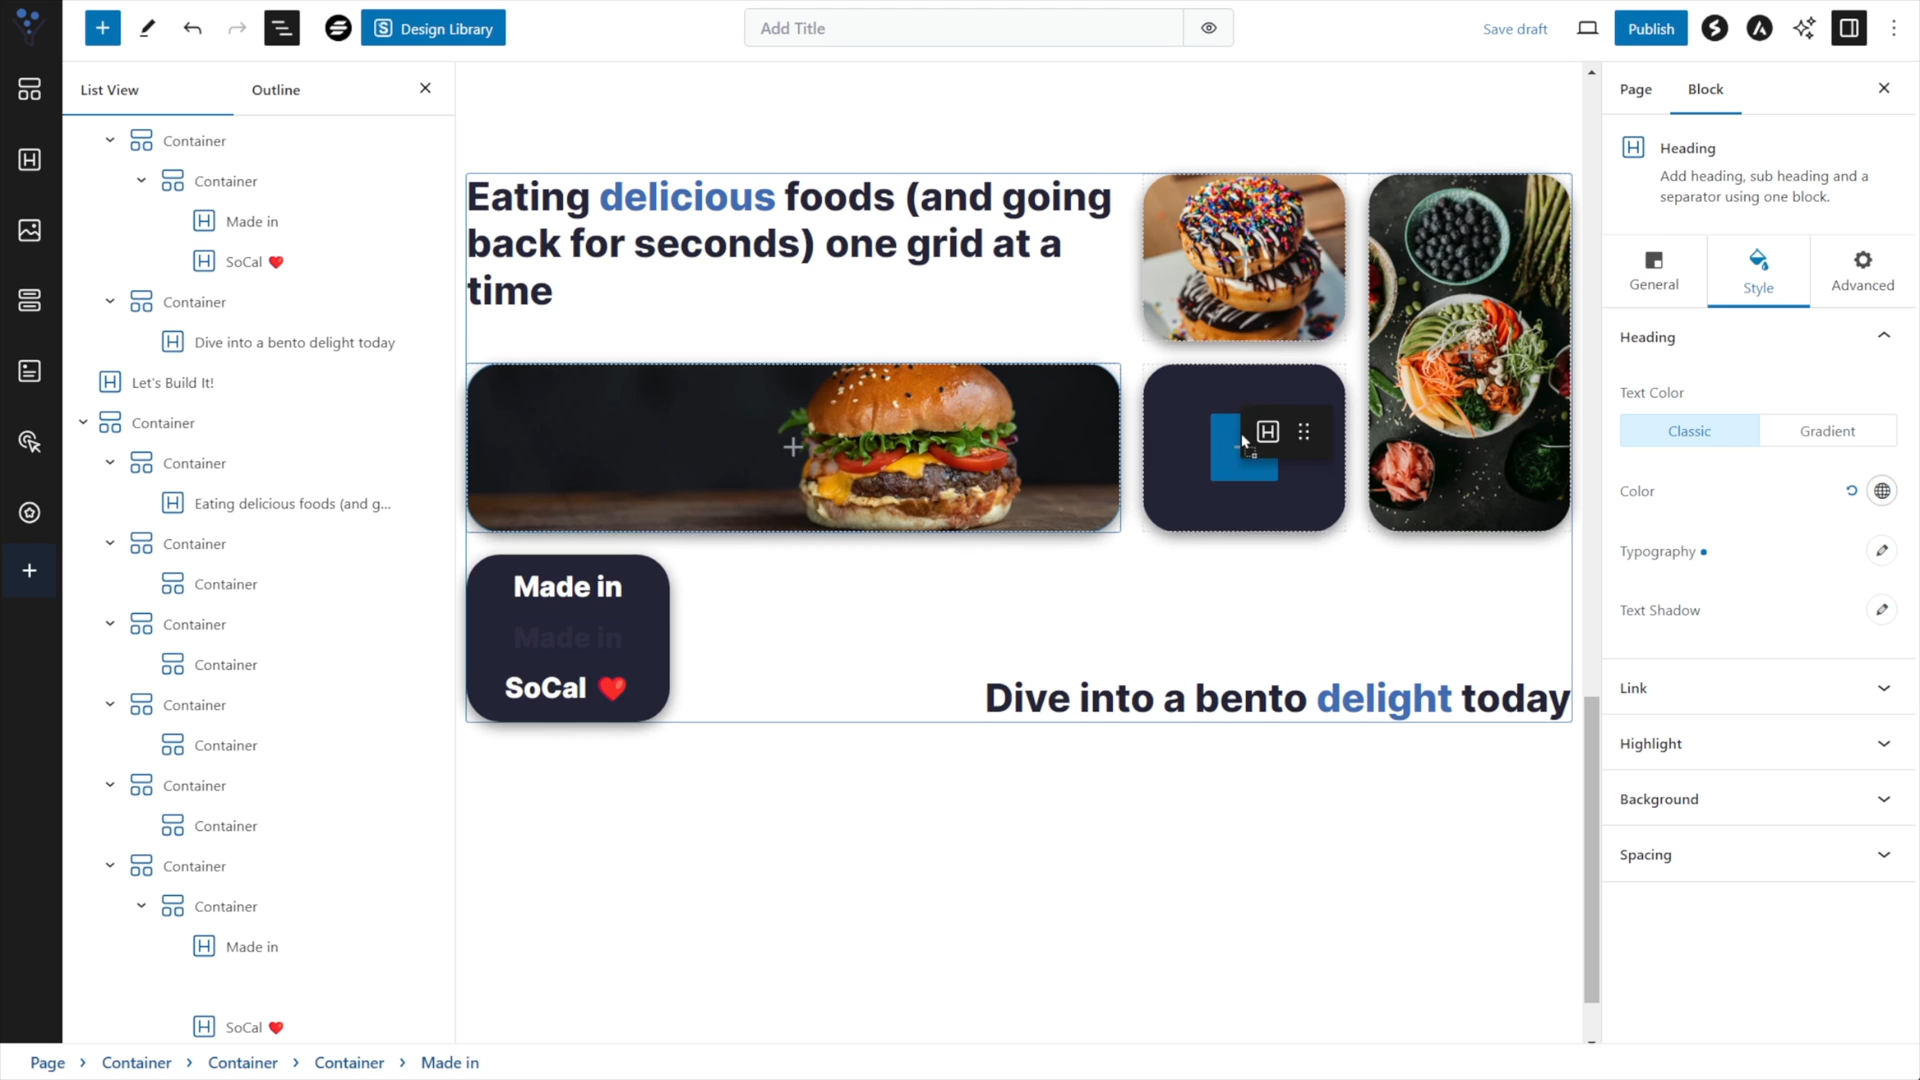 Design Library
Add Title
Save draft
Publish
List View
Outline
Container
Container
Made in
SoCal ❤️
Container
Dive into a bento delight today
Let's Build It!
Container
Container
Eating delicious foods (and g...
Container
Container
Container
Container
Container
Container
Container
Container
Container
Container
Made in
SoCal ❤️
Eating delicious foods (and going
back for seconds) one grid at a
time
Made in
Made in
SoCal ❤️
Dive into a bento delight today
Page
Block
Heading
Add heading, sub heading and a
separator using one block.
General
Style
Advanced
Heading
Text Color
Classic
Gradient
Color
Typography
Text Shadow
Link
Highlight
Background
Spacing
Page > Container > Container > Container > Made in